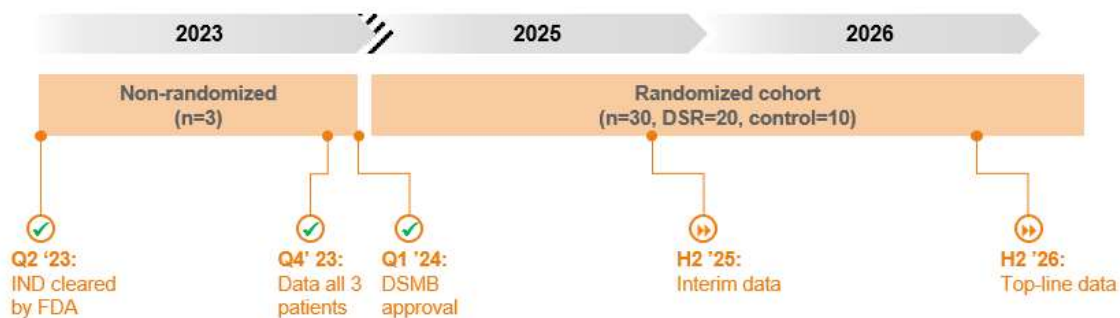 2023
2025
2026
Non-randomized
(n=3)
Randomized cohort
(n=30, DSR=20, control=10)
Q2 ‘23:
IND cleared
by FDA
Q4’ 23:
Data all 3
patients
Q1 ’24:
DSMB
approval
H2 ’25:
Interim data
H2 ’26:
Top-line data